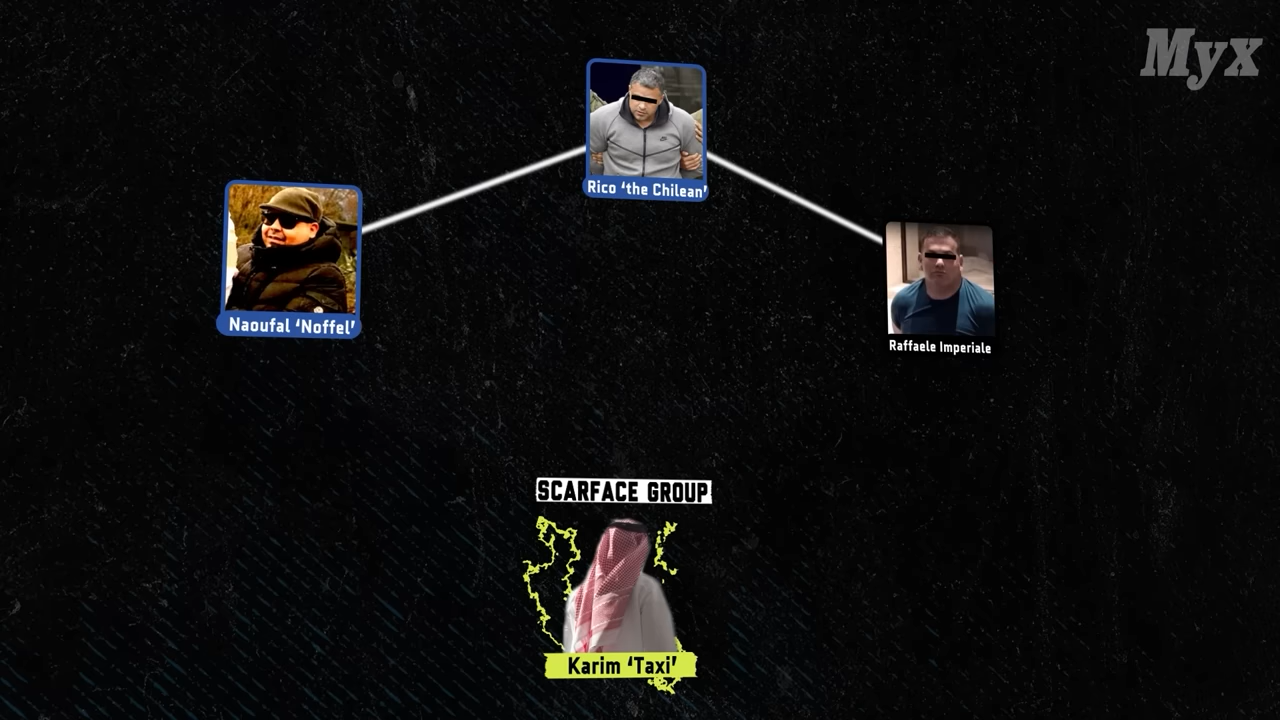 Myx
Rico ‘the Chilean’
Naoufal ‘Noffel’
Raffaele Imperiale
SCARFACE GROUP
Karim ‘Taxi’